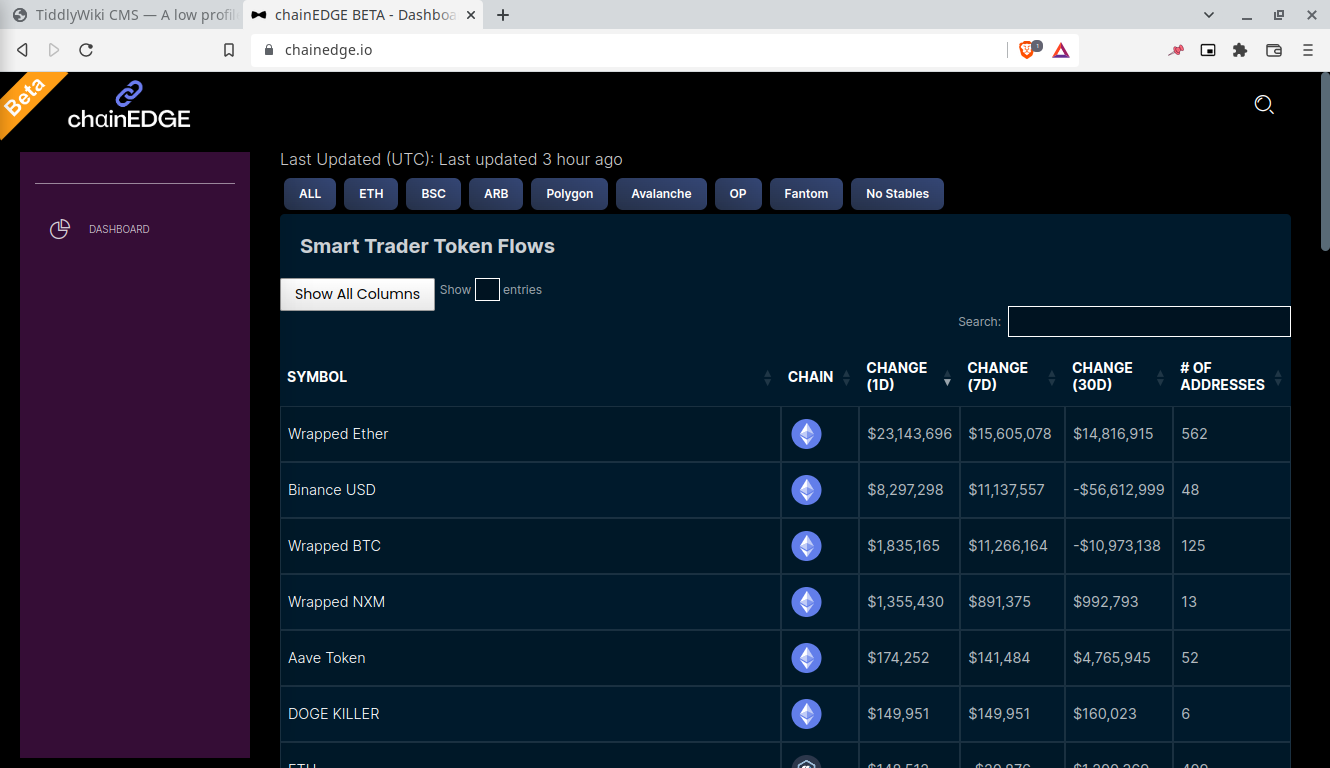 TiddlyWiki CMS — A low profil
chainEDGE BETA - Dashboa
chainedge.io
1
Beta
chainEDGE
Last Updated (UTC): Last updated 3 hour ago
ALL ETH BSC ARB Polygon Avalanche OP Fantom No Stables
DASHBOARD
Smart Trader Token Flows
Show All Columns Show entries
Search:
SYMBOL CHAIN CHANGE (1D) CHANGE (7D) CHANGE (30D) # OF ADDRESSES
Wrapped Ether $23,143,696 $15,605,078 $14,816,915 562
Binance USD $8,297,298 $11,137,557 -$56,612,999 48
Wrapped BTC $1,835,165 $11,266,164 -$10,973,138 125
Wrapped NXM $1,355,430 $891,375 $992,793 13
Aave Token $174,252 $141,484 $4,765,945 52
DOGE KILLER $149,951 $149,951 $160,023 6
ETH